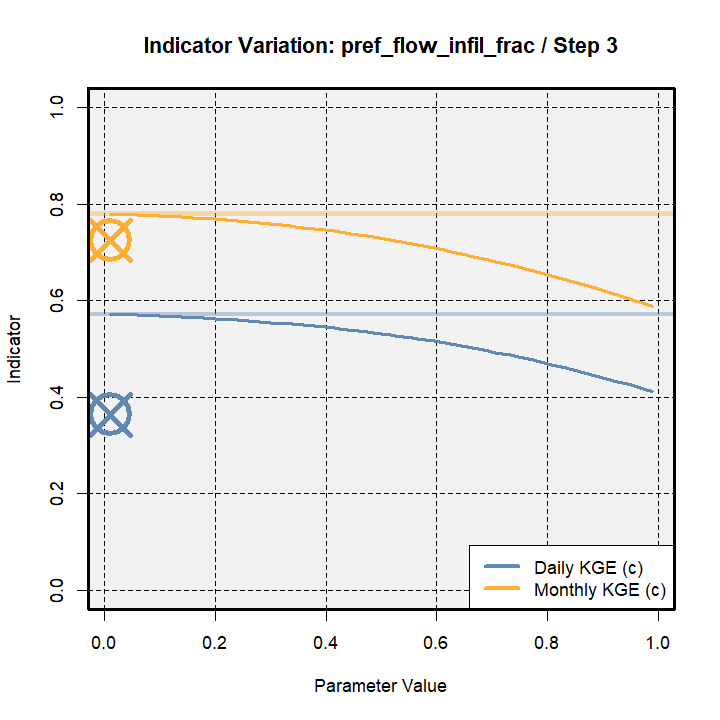 Indicator Variation: pref_flow_infil_frac / Step 3
Indicator
1.0
0.8
0.6
0.4
0.2
0.0
Daily KGE (c)
Monthly KGE (c)
0.0 0.2 0.4 0.6 0.8 1.0
Parameter Value